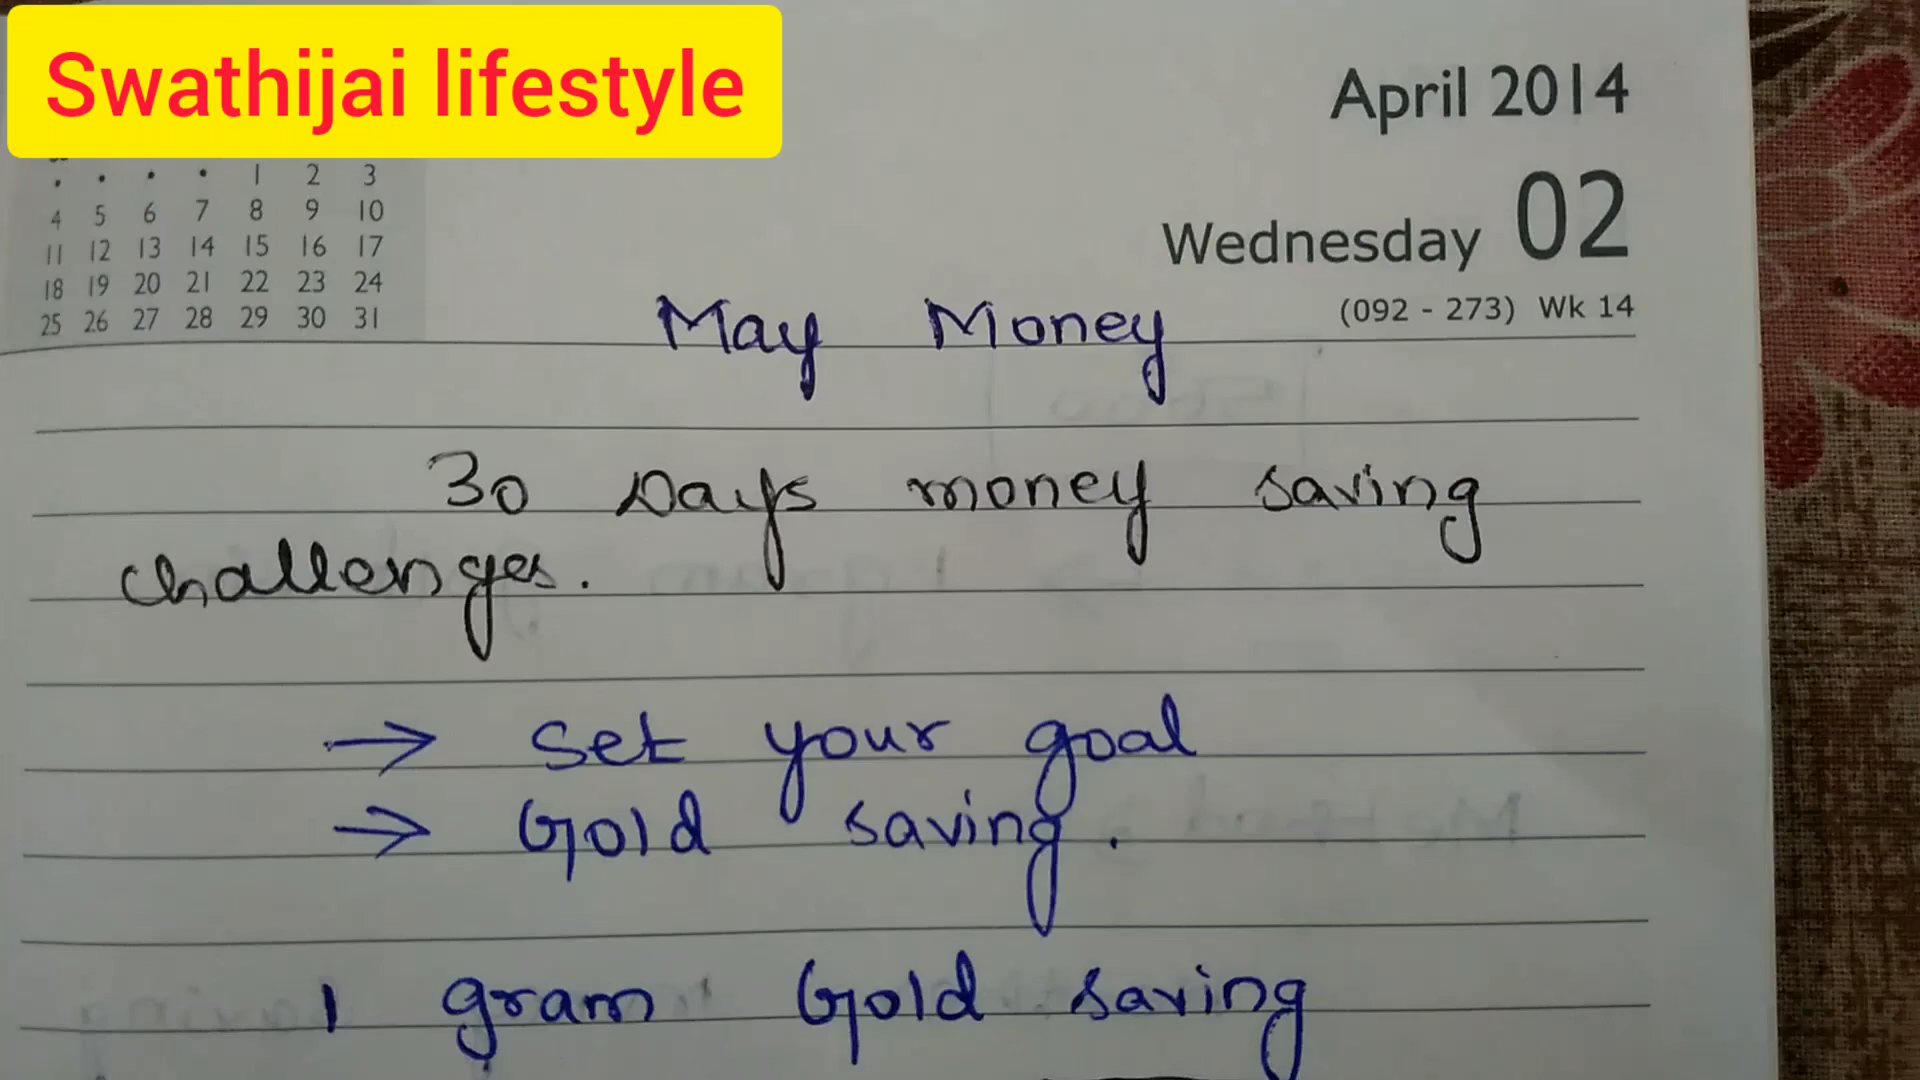 Swathijai lifestyle
April 2014
Wednesday 02
(092 - 273) Wk 14
. . . . 1 2 3
4 5 6 7 8 9 10
11 12 13 14 15 16 17
18 19 20 21 22 23 24
25 26 27 28 29 30 31
May Money
30 Days money saving
challenges.
→ Set your goal
→ Gold saving.
1 gram Gold saving